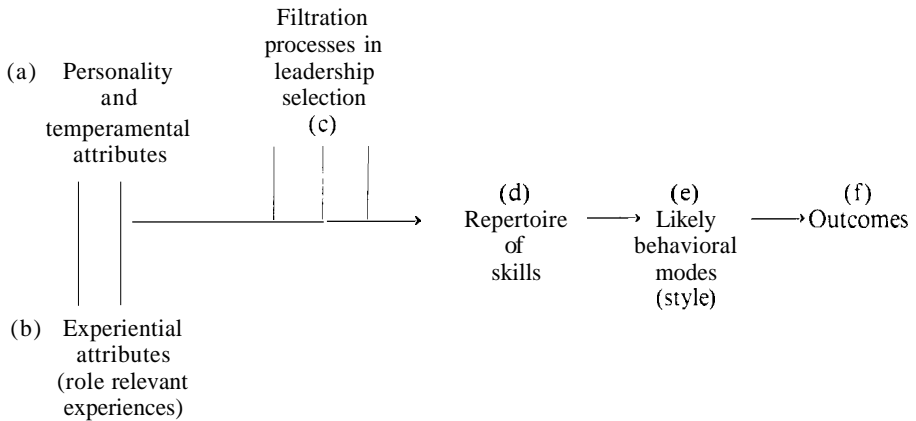 Filtration
processes in
leadership
selection
(c)
(a) Personality
and
temperamental
attributes
(d)
Repertoire
of
skills
(e)
Likely
behavioral
modes
(style)
(f)
Outcomes
(b) Experiential
attributes
(role relevant
experiences)